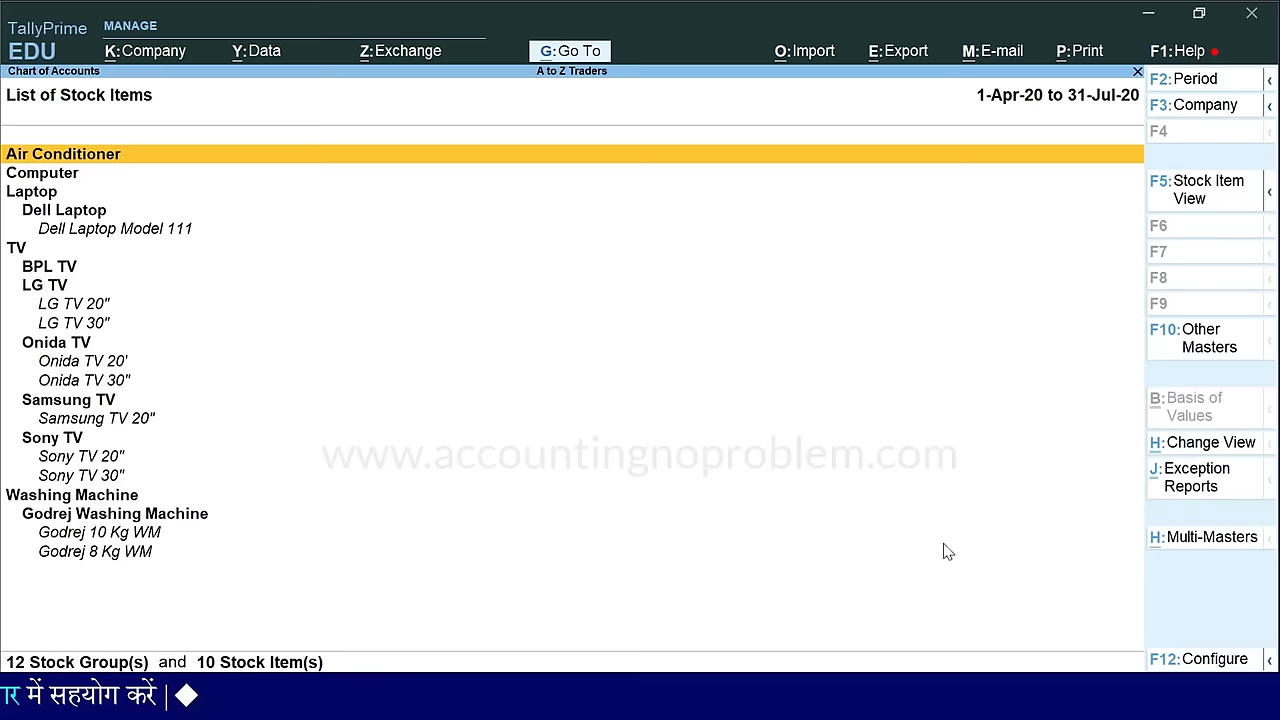 TallyPrime
MANAGE
EDU
K:Company
Y:Data
Z:Exchange
G:Go To
O:Import
E:Export
M:E-mail
P:Print
F1:Help
Chart of Accounts
A to Z Traders
List of Stock Items
1-Apr-20 to 31-Jul-20
Air Conditioner
Computer
Laptop
Dell Laptop
Dell Laptop Model 111
TV
BPL TV
LG TV
LG TV 20"
LG TV 30"
Onida TV
Onida TV 20'
Onida TV 30"
Samsung TV
Samsung TV 20"
Sony TV
Sony TV 20"
Sony TV 30"
Washing Machine
Godrej Washing Machine
Godrej 10 Kg WM
Godrej 8 Kg WM
www.accountingnoproblem.com
12 Stock Group(s) and 10 Stock Item(s)
F2:Period
F3:Company
F4
F5:Stock Item
View
F6
F7
F8
F9
F10:Other
Masters
B:Basis of
Values
H:Change View
J:Exception
Reports
H:Multi-Masters
F12:Configure
में सहयोग करें |